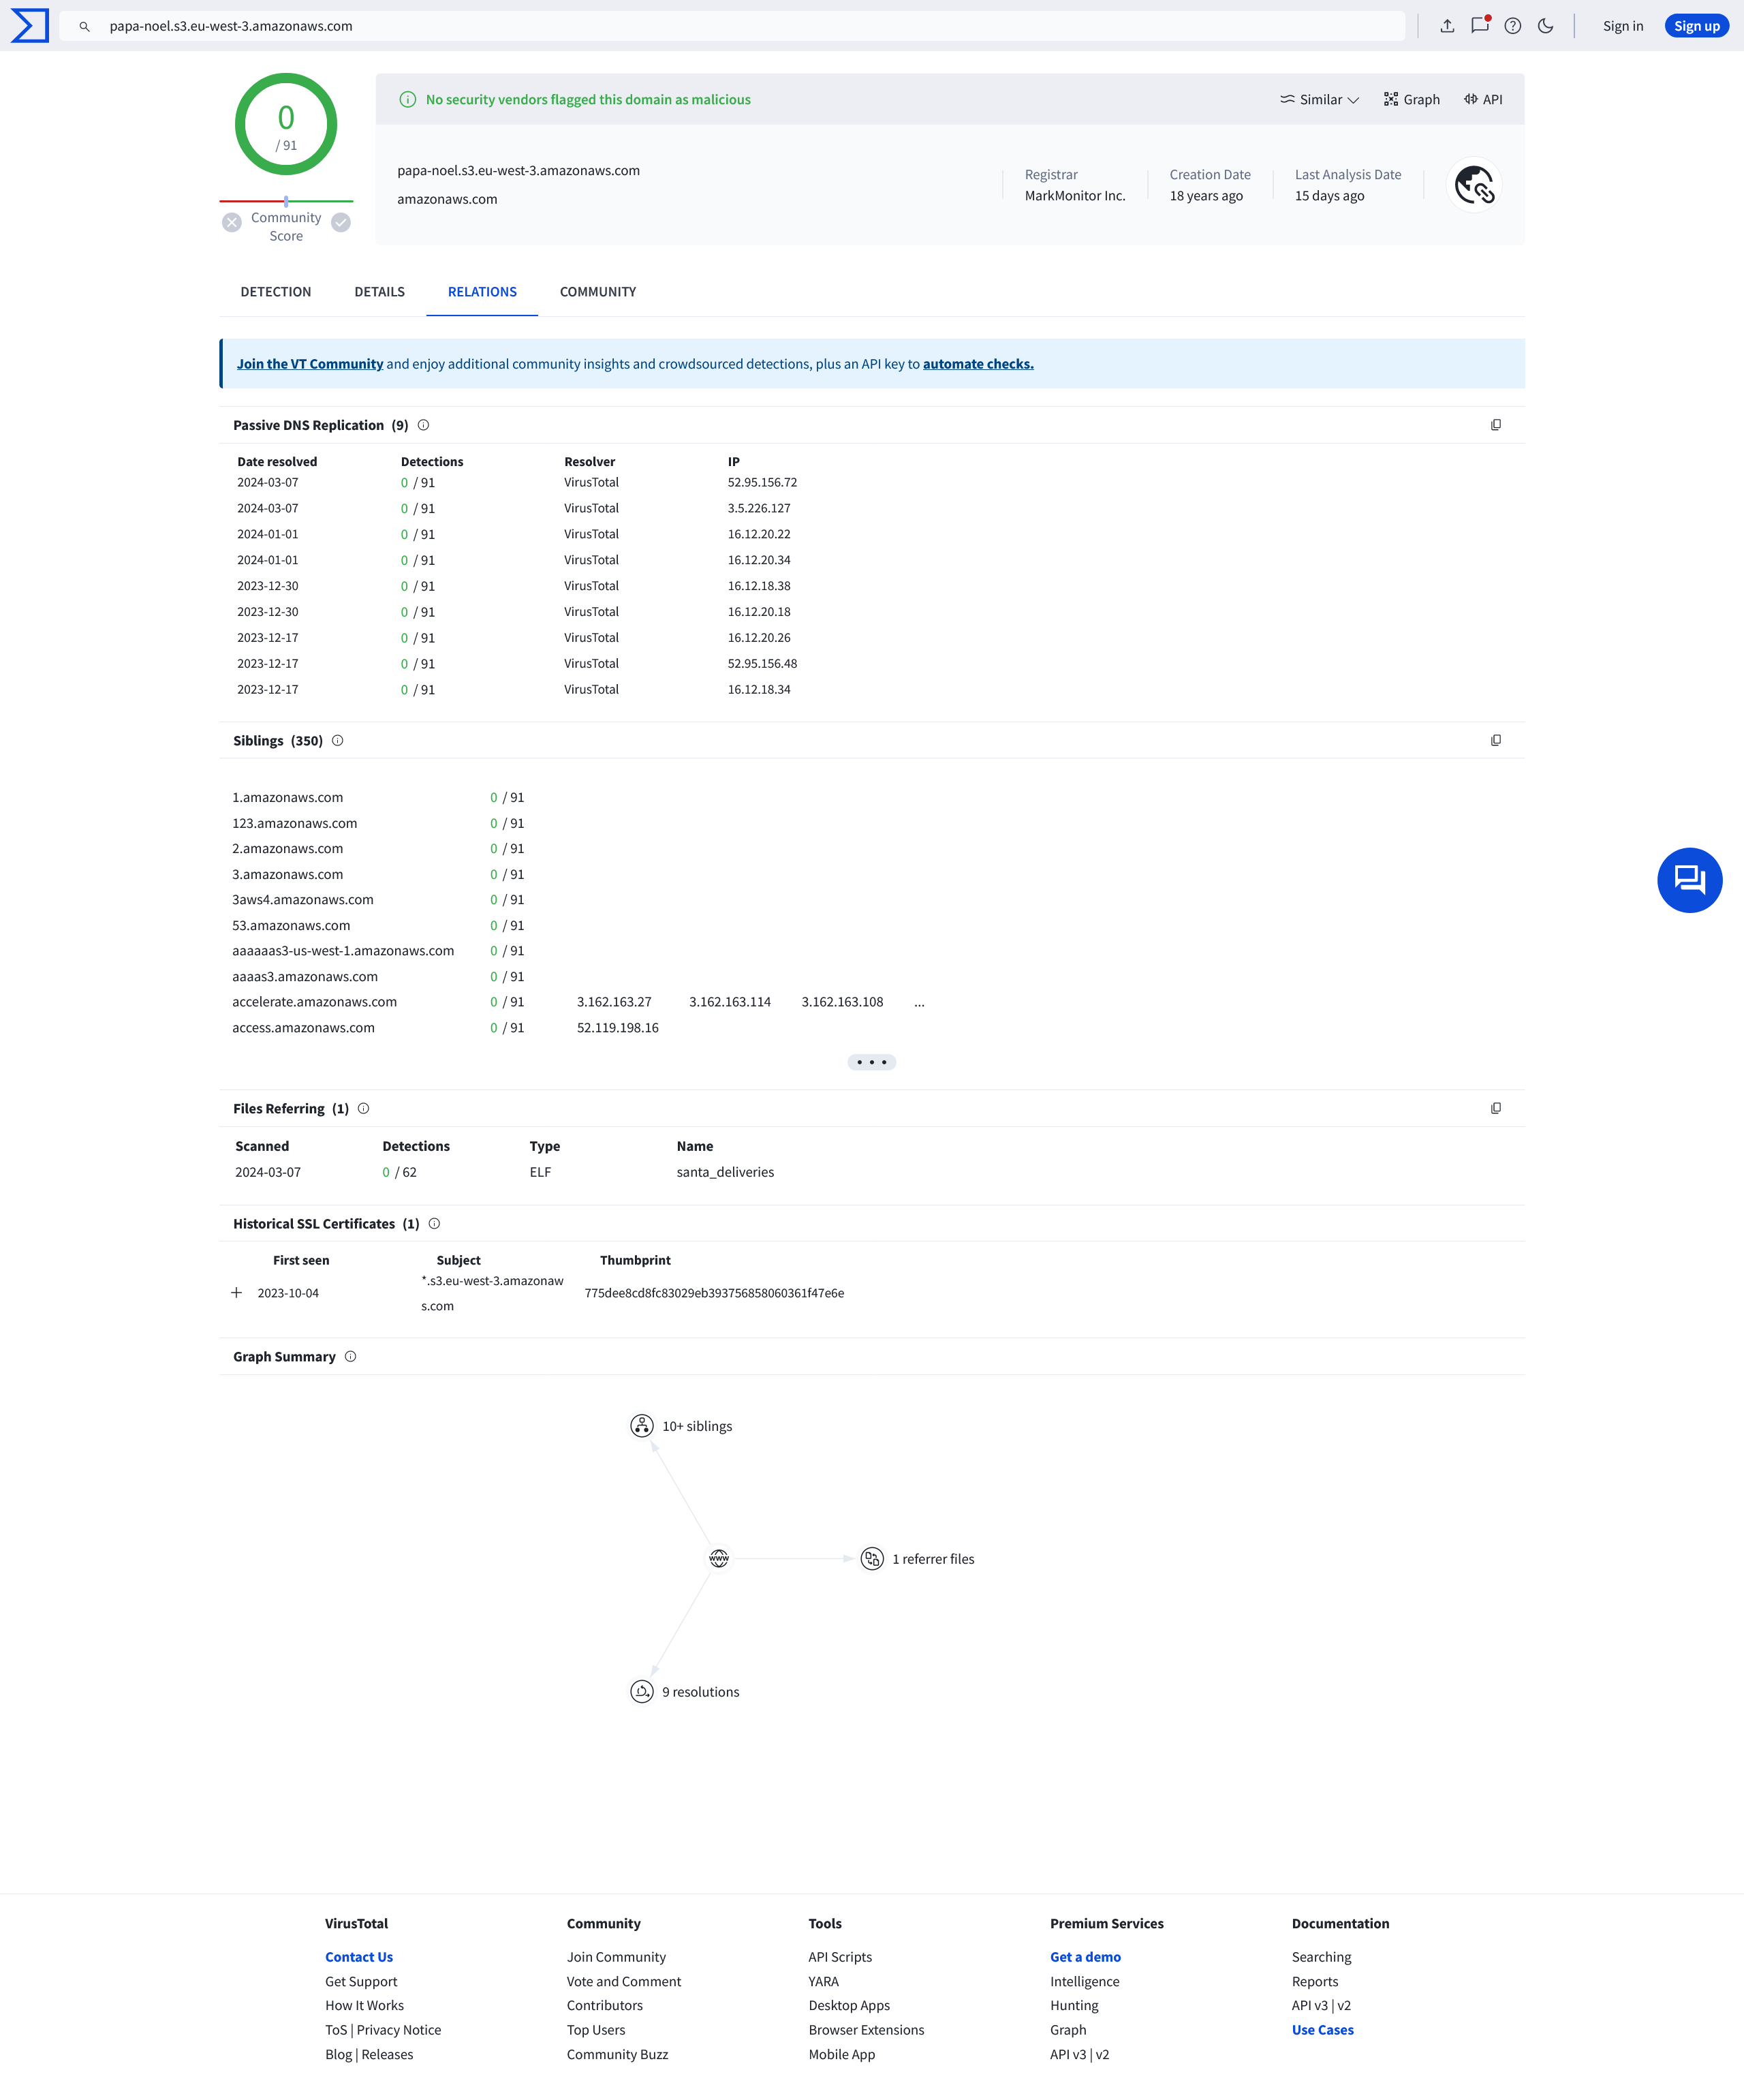 papa-noel.s3.eu-west-3.amazonaws.com
Sign in
Sign up
0
/ 91
Community
Score
No security vendors flagged this domain as malicious
Similar
Graph
API
papa-noel.s3.eu-west-3.amazonaws.com
amazonaws.com
Registrar
MarkMonitor Inc.
Creation Date
18 years ago
Last Analysis Date
15 days ago
DETECTION DETAILS RELATIONS COMMUNITY
Join the VT Community and enjoy additional community insights and crowdsourced detections, plus an API key to automate checks.
Passive DNS Replication (9)
Date resolved Detections Resolver IP
2024-03-07 0 / 91 VirusTotal 52.95.156.72
2024-03-07 0 / 91 VirusTotal 3.5.226.127
2024-01-01 0 / 91 VirusTotal 16.12.20.22
2024-01-01 0 / 91 VirusTotal 16.12.20.34
2023-12-30 0 / 91 VirusTotal 16.12.18.38
2023-12-30 0 / 91 VirusTotal 16.12.20.18
2023-12-17 0 / 91 VirusTotal 16.12.20.26
2023-12-17 0 / 91 VirusTotal 52.95.156.48
2023-12-17 0 / 91 VirusTotal 16.12.18.34
Siblings (350)
1.amazonaws.com 0 / 91
123.amazonaws.com 0 / 91
2.amazonaws.com 0 / 91
3.amazonaws.com 0 / 91
3aws4.amazonaws.com 0 / 91
53.amazonaws.com 0 / 91
aaaaaas3-us-west-1.amazonaws.com 0 / 91
aaaas3.amazonaws.com 0 / 91
accelerate.amazonaws.com 0 / 91 3.162.163.27 3.162.163.114 3.162.163.108 ...
access.amazonaws.com 0 / 91 52.119.198.16
Files Referring (1)
Scanned Detections Type Name
2024-03-07 0 / 62 ELF santa_deliveries
Historical SSL Certificates (1)
First seen Subject Thumbprint
2023-10-04 *.s3.eu-west-3.amazonaw
s.com 775dee8cd8fc83029eb393756858060361f47e6e
Graph Summary
10+ siblings
www
1 referrer files
9 resolutions
VirusTotal
Contact Us
Get Support
How It Works
ToS | Privacy Notice
Blog | Releases
Community
Join Community
Vote and Comment
Contributors
Top Users
Community Buzz
Tools
API Scripts
YARA
Desktop Apps
Browser Extensions
Mobile App
Premium Services
Get a demo
Intelligence
Hunting
Graph
API v3 | v2
Documentation
Searching
Reports
API v3 | v2
Use Cases